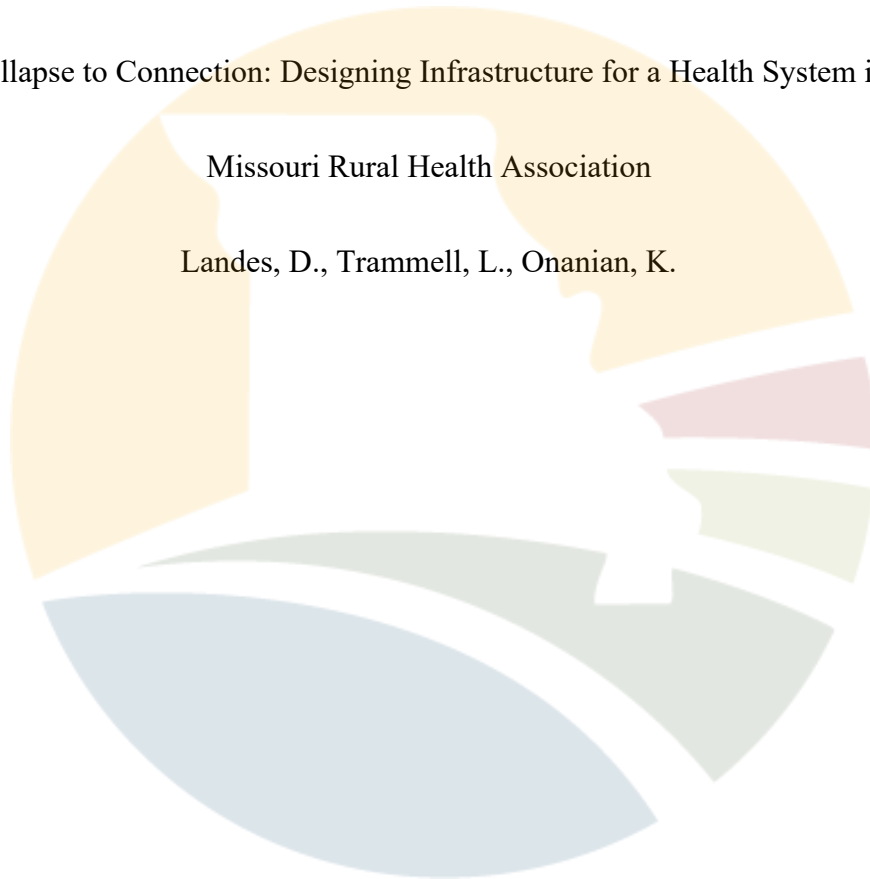 llapse to Connection: Designing Infrastructure for a Health System i
Missouri Rural Health Association
Landes, D., Trammell, L., Onanian, K.